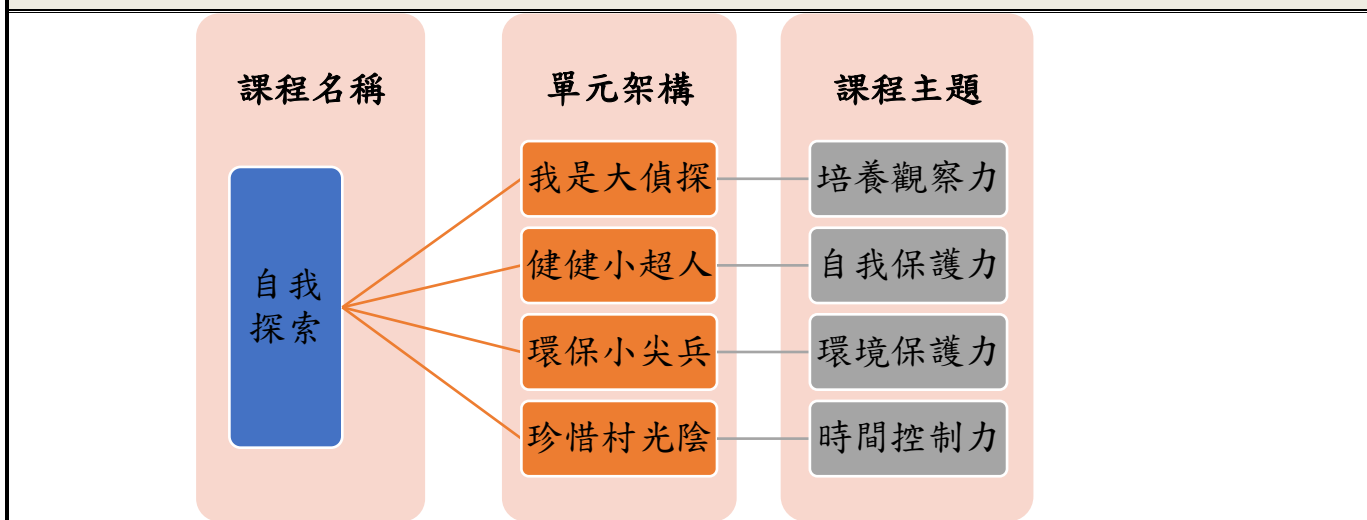 課程名稱
單元架構
課程主題
自我
探索
我是大偵探
培養觀察力
健健小超人
自我保護力
環保小尖兵
環境保護力
珍惜村光陰
時間控制力